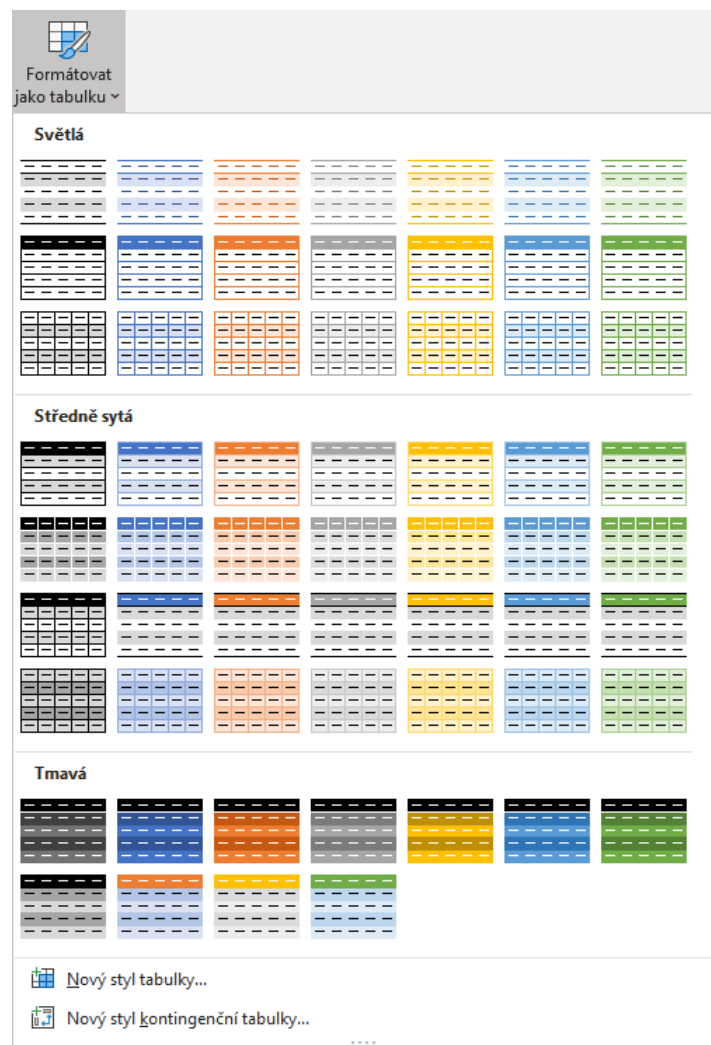 Formátovat
jako tabulku
Světlá
Středně sytá
Tmavá
Nový styl tabulky...
Nový styl kontingenční tabulky...